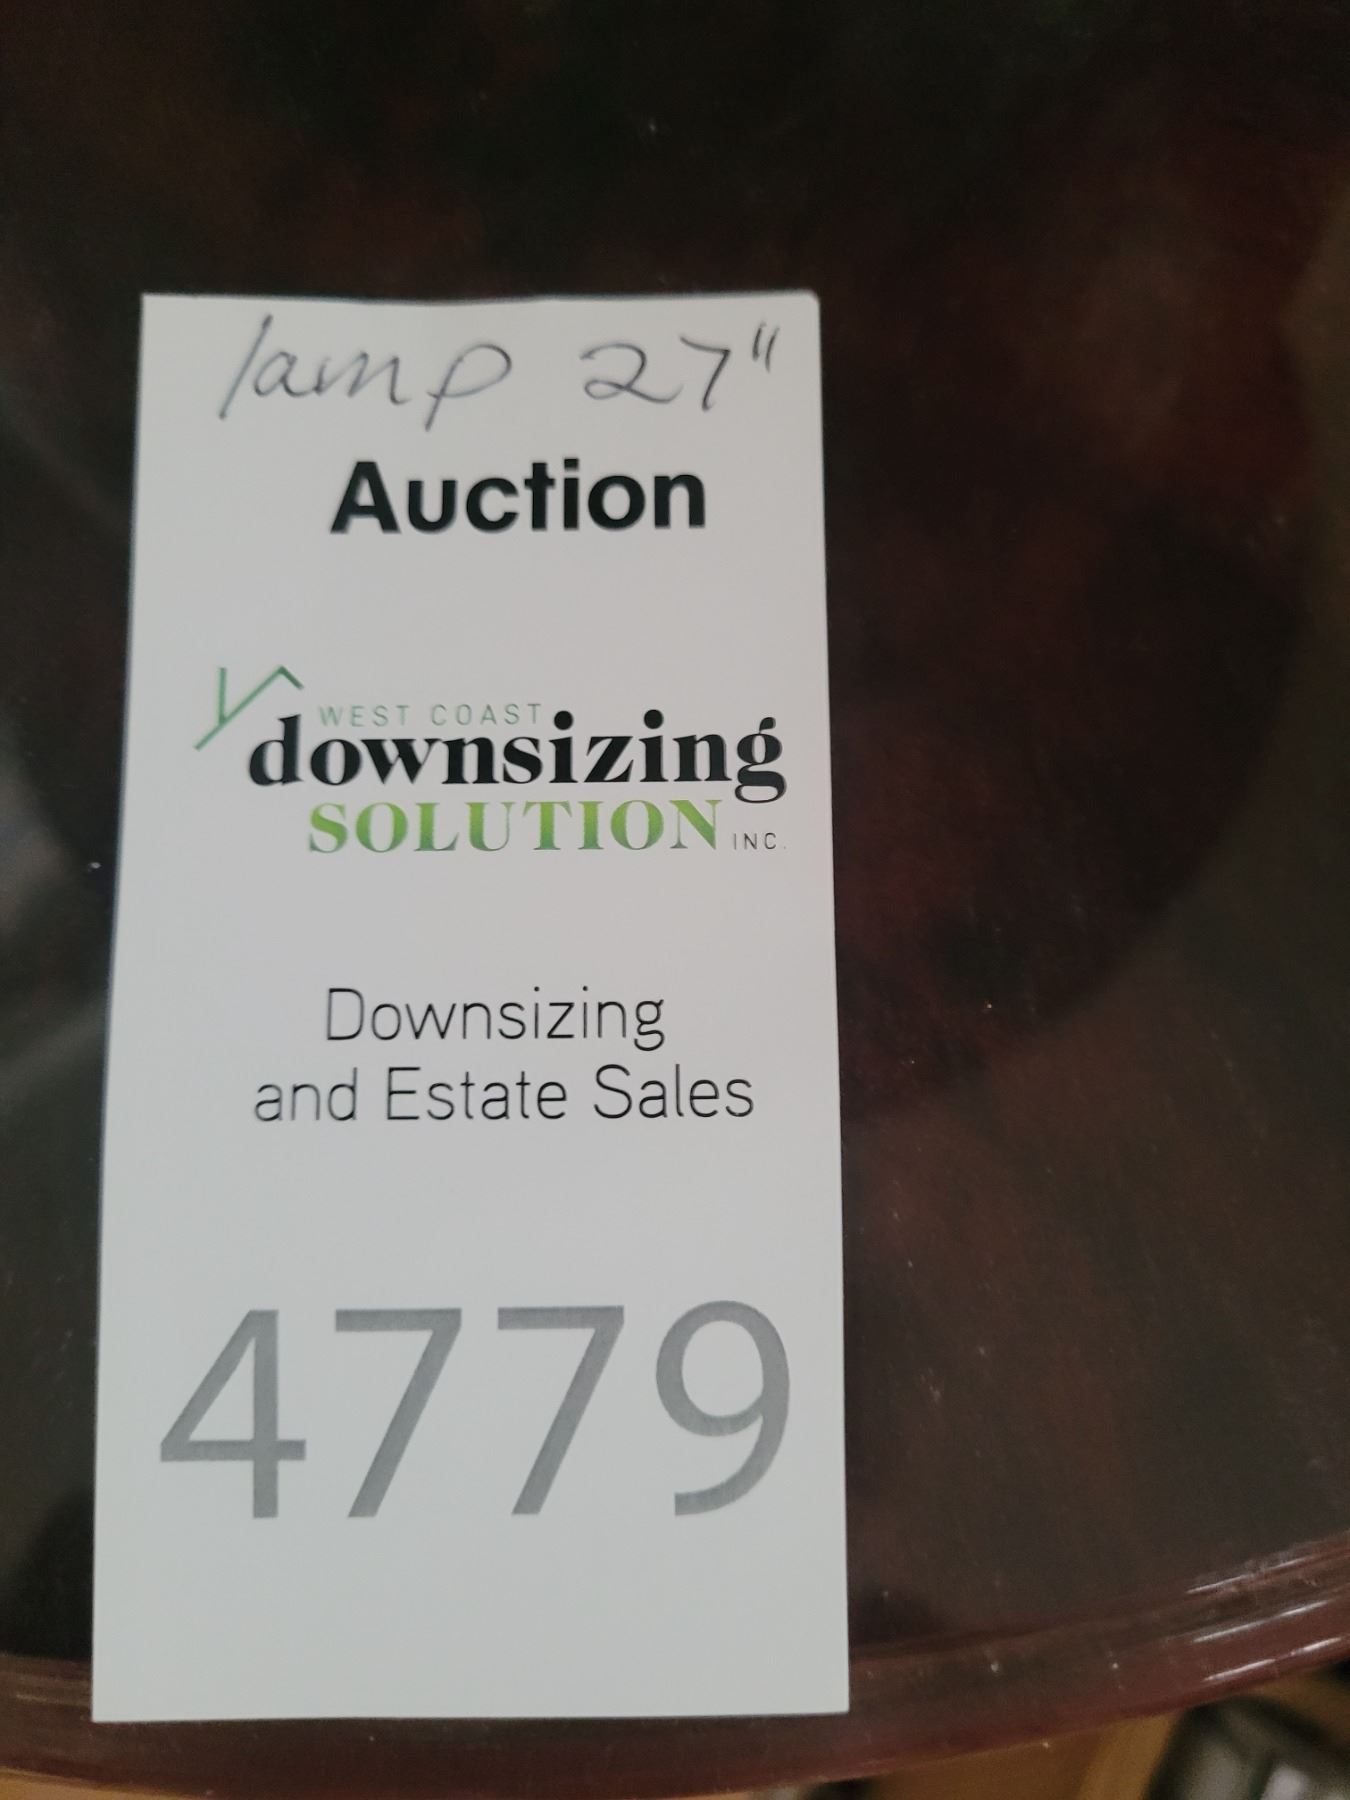 lamp 27"
Auction
WEST COAST
downsizing
SOLUTION INC.
Downsizing
and Estate Sales
4779